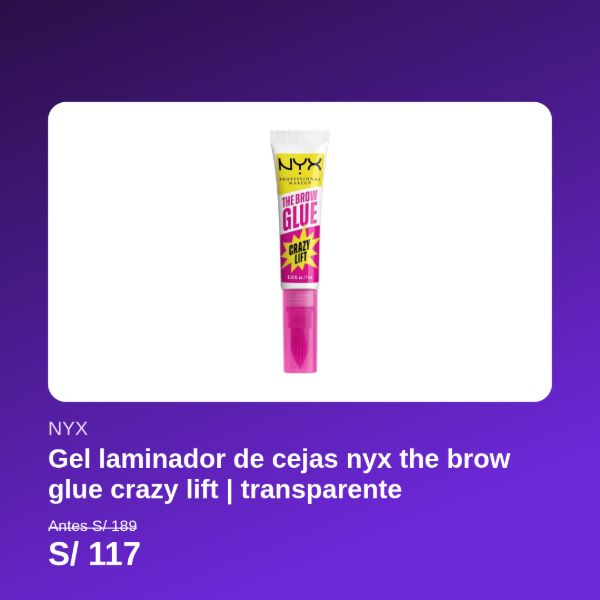 NYX
PROFESSIONAL
MAKEUP
THE BROW
GLUE
CRAZY
LIFT
NYX
Gel laminador de cejas nyx the brow
glue crazy lift | transparente
Antes S/ 189
S/ 117